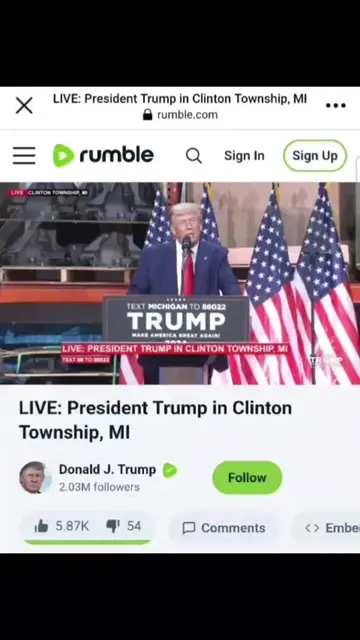 LIVE: President Trump in Clinton Township, MI
rumble.com
rumble
Sign In
Sign Up
LIVE CLINTON TOWNSHIP, MI
TEXT MICHIGAN TO 88022
TRUMP
MAKE AMERICA GREAT AGAIN!
LIVE: PRESIDENT TRUMP IN CLINTON TOWNSHIP, MI
TEXT MI TO 88022
TRUMP
LIVE: President Trump in Clinton
Township, MI
Donald J. Trump
2.03M followers
Follow
5.87K
54
Comments
Embe